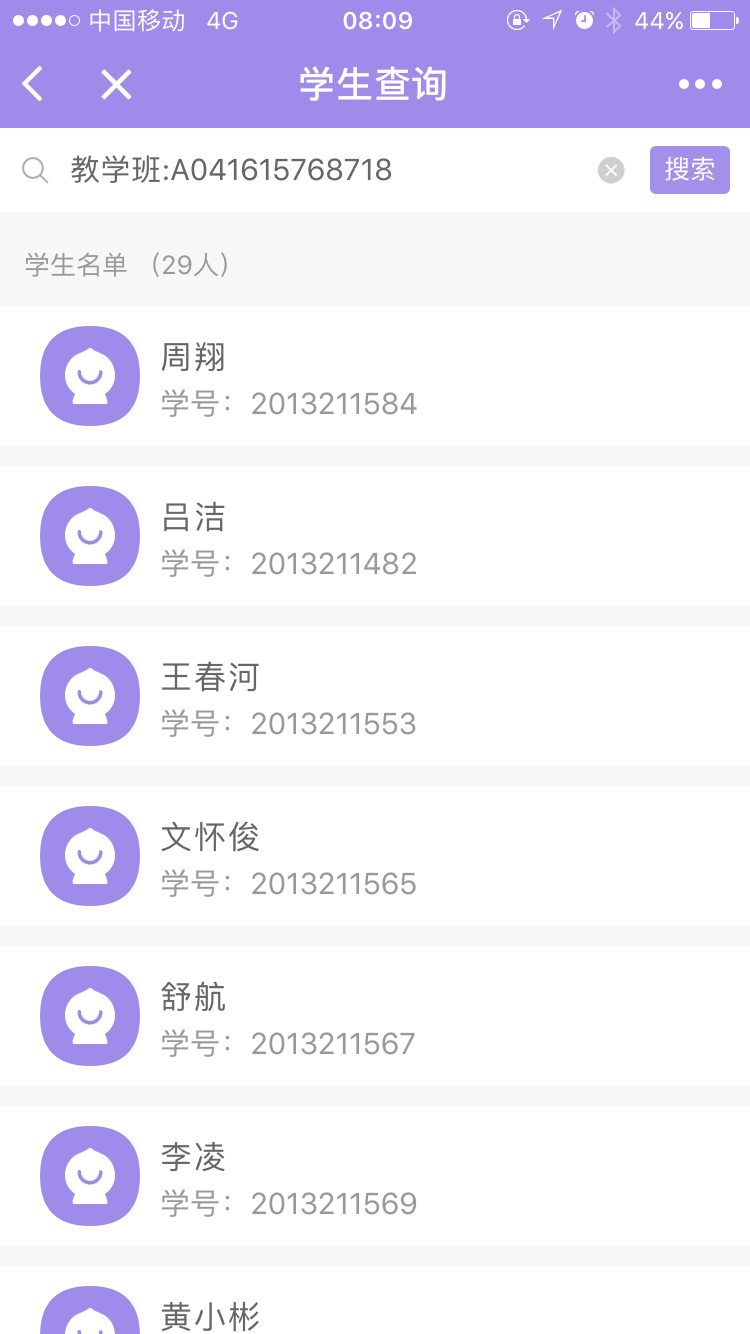 中国移动 4G 08:09 44%
学生查询
教学班:A041615768718 搜索
学生名单 （29人）
周翔
学号：2013211584
吕洁
学号：2013211482
王春河
学号：2013211553
文怀俊
学号：2013211565
舒航
学号：2013211567
李凌
学号：2013211569
黄小彬